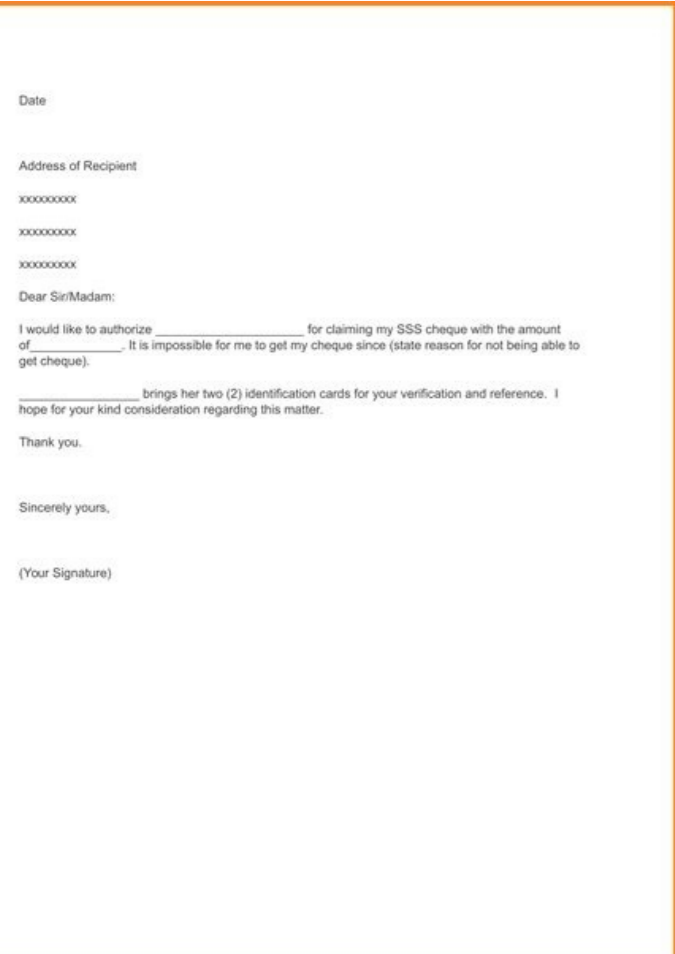 Date
Address of Recipient
xxxxxxxxx
xxxxxxxxx
xxxxxxxxx
Dear Sir/Madam:
I would like to authorize ______________________ for claiming my SSS cheque with the amount
of_____________. It is impossible for me to get my cheque since (state reason for not being able to
get cheque).
__________________ brings her two (2) identification cards for your verification and reference. I
hope for your kind consideration regarding this matter.
Thank you.
Sincerely yours,
(Your Signature)